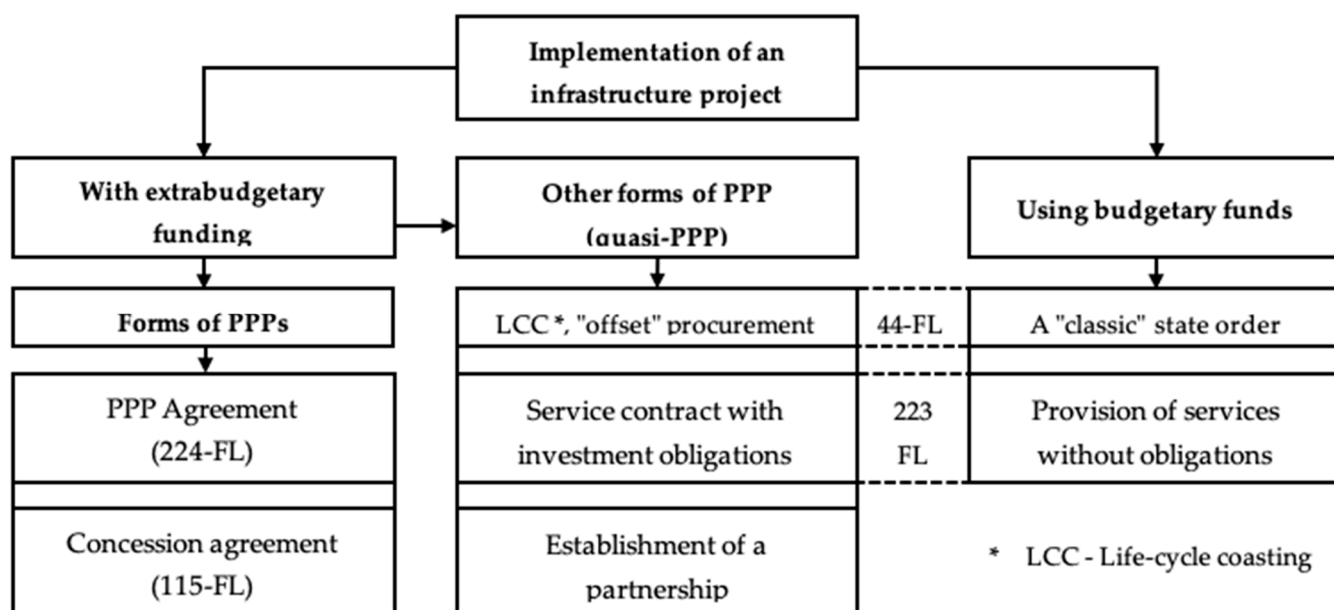 Implementation of an
infrastructure project
With extrabudgetary
funding
Other forms of PPP
(quasi-PPP)
Using budgetary funds
Forms of PPPs
LCC*, "offset" procurement
44-FL
A "classic" state order
PPP Agreement
(224-FL)
Service contract with
investment obligations
223
FL
Provision of services
without obligations
Concession agreement
(115-FL)
Establishment of a
partnership
* LCC - Life-cycle coasting